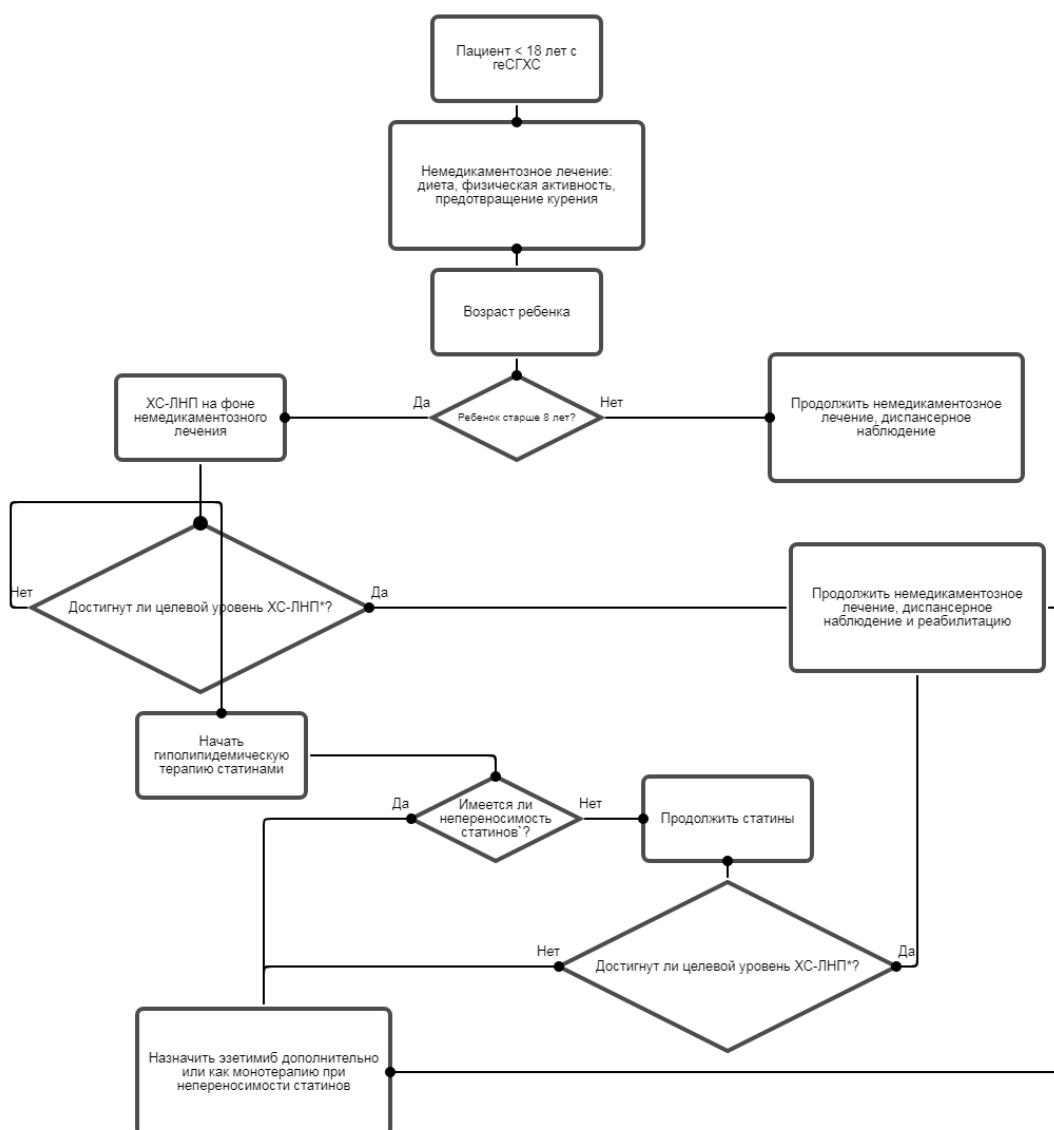 Пациент < 18 лет с
геСГХС
Немедикаментозное лечение:
диета, физическая активность,
предотвращение курения
Возраст ребенка
Ребенок старше 8 лет?
Да
Нет
ХС-ЛНП на фоне
немедикаментозного
лечения
Продолжить немедикаментозное
лечение, диспансерное
наблюдение
Достигнут ли целевой уровень ХС-ЛНП*?
Нет
Да
Продолжить немедикаментозное
лечение, диспансерное
наблюдение и реабилитацию
Начать
гиполипидемическую
терапию статинами
Имеется ли
непереносимость
статинов`?
Да
Нет
Продолжить статины
Достигнут ли целевой уровень ХС-ЛНП*?
Нет
Да
Назначить эзетимиб дополнительно
или как монотерапию при
непереносимости статинов